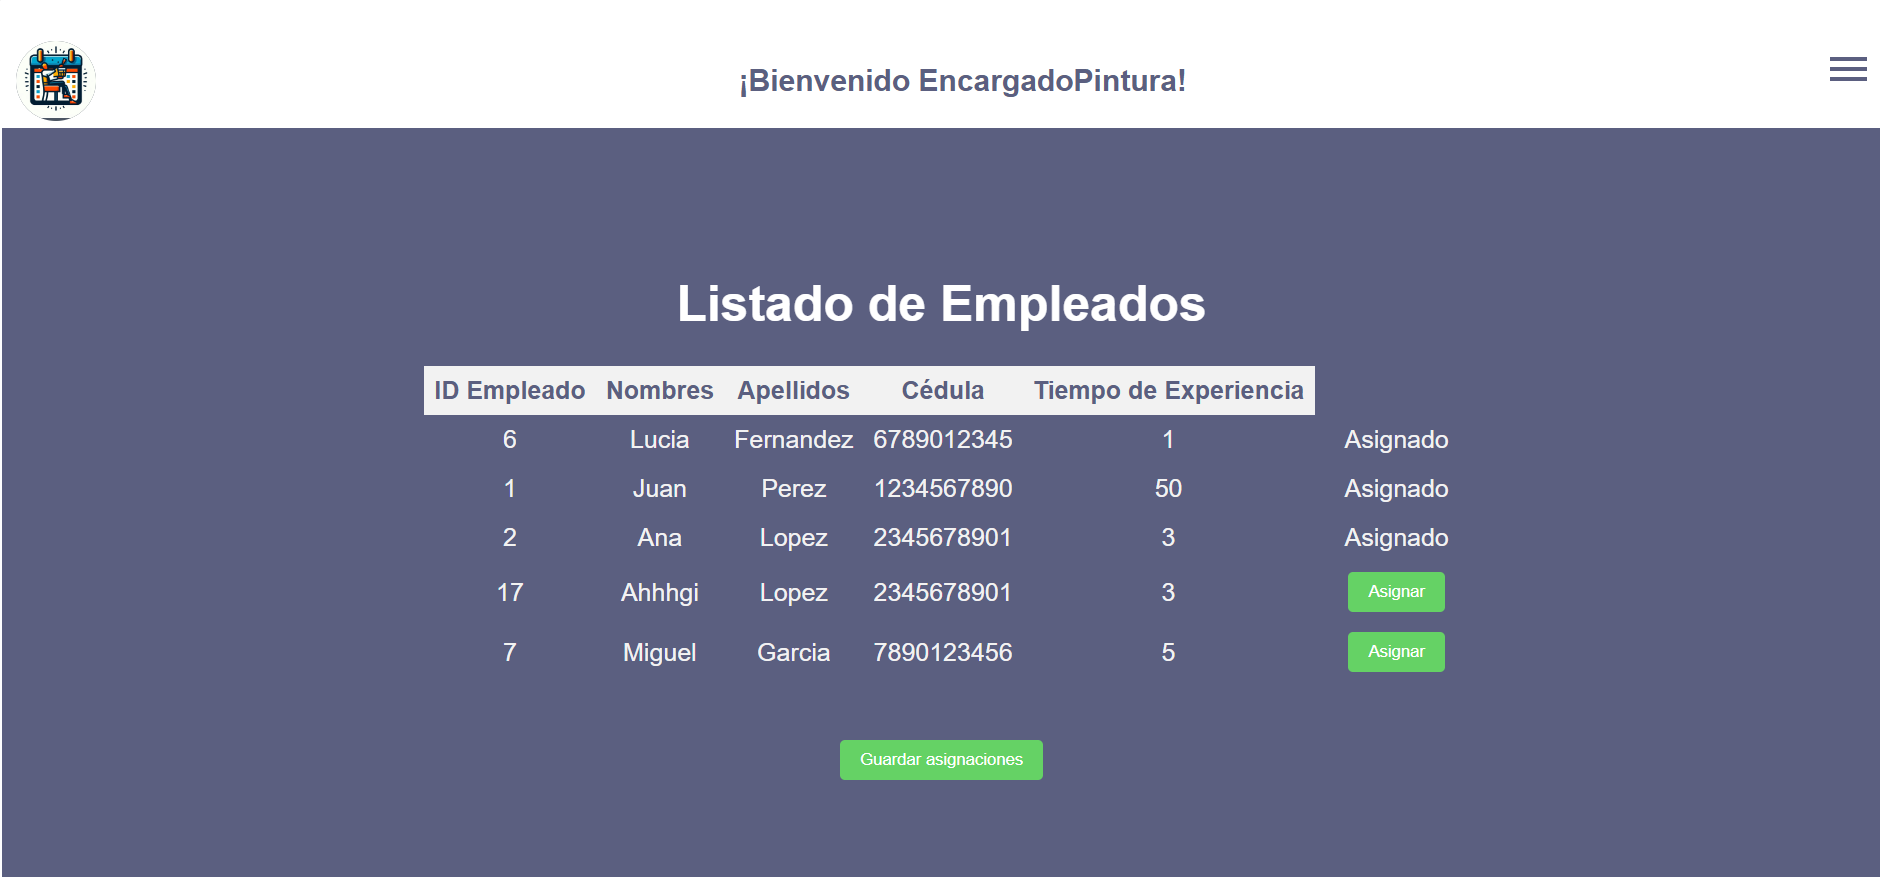 ¡Bienvenido EncargadoPintura!
Listado de Empleados
ID Empleado Nombres Apellidos Cédula Tiempo de Experiencia
6 Lucia Fernandez 6789012345 1 Asignado
1 Juan Perez 1234567890 50 Asignado
2 Ana Lopez 2345678901 3 Asignado
17 Ahhhgi Lopez 2345678901 3 Asignar
7 Miguel Garcia 7890123456 5 Asignar
Guardar asignaciones